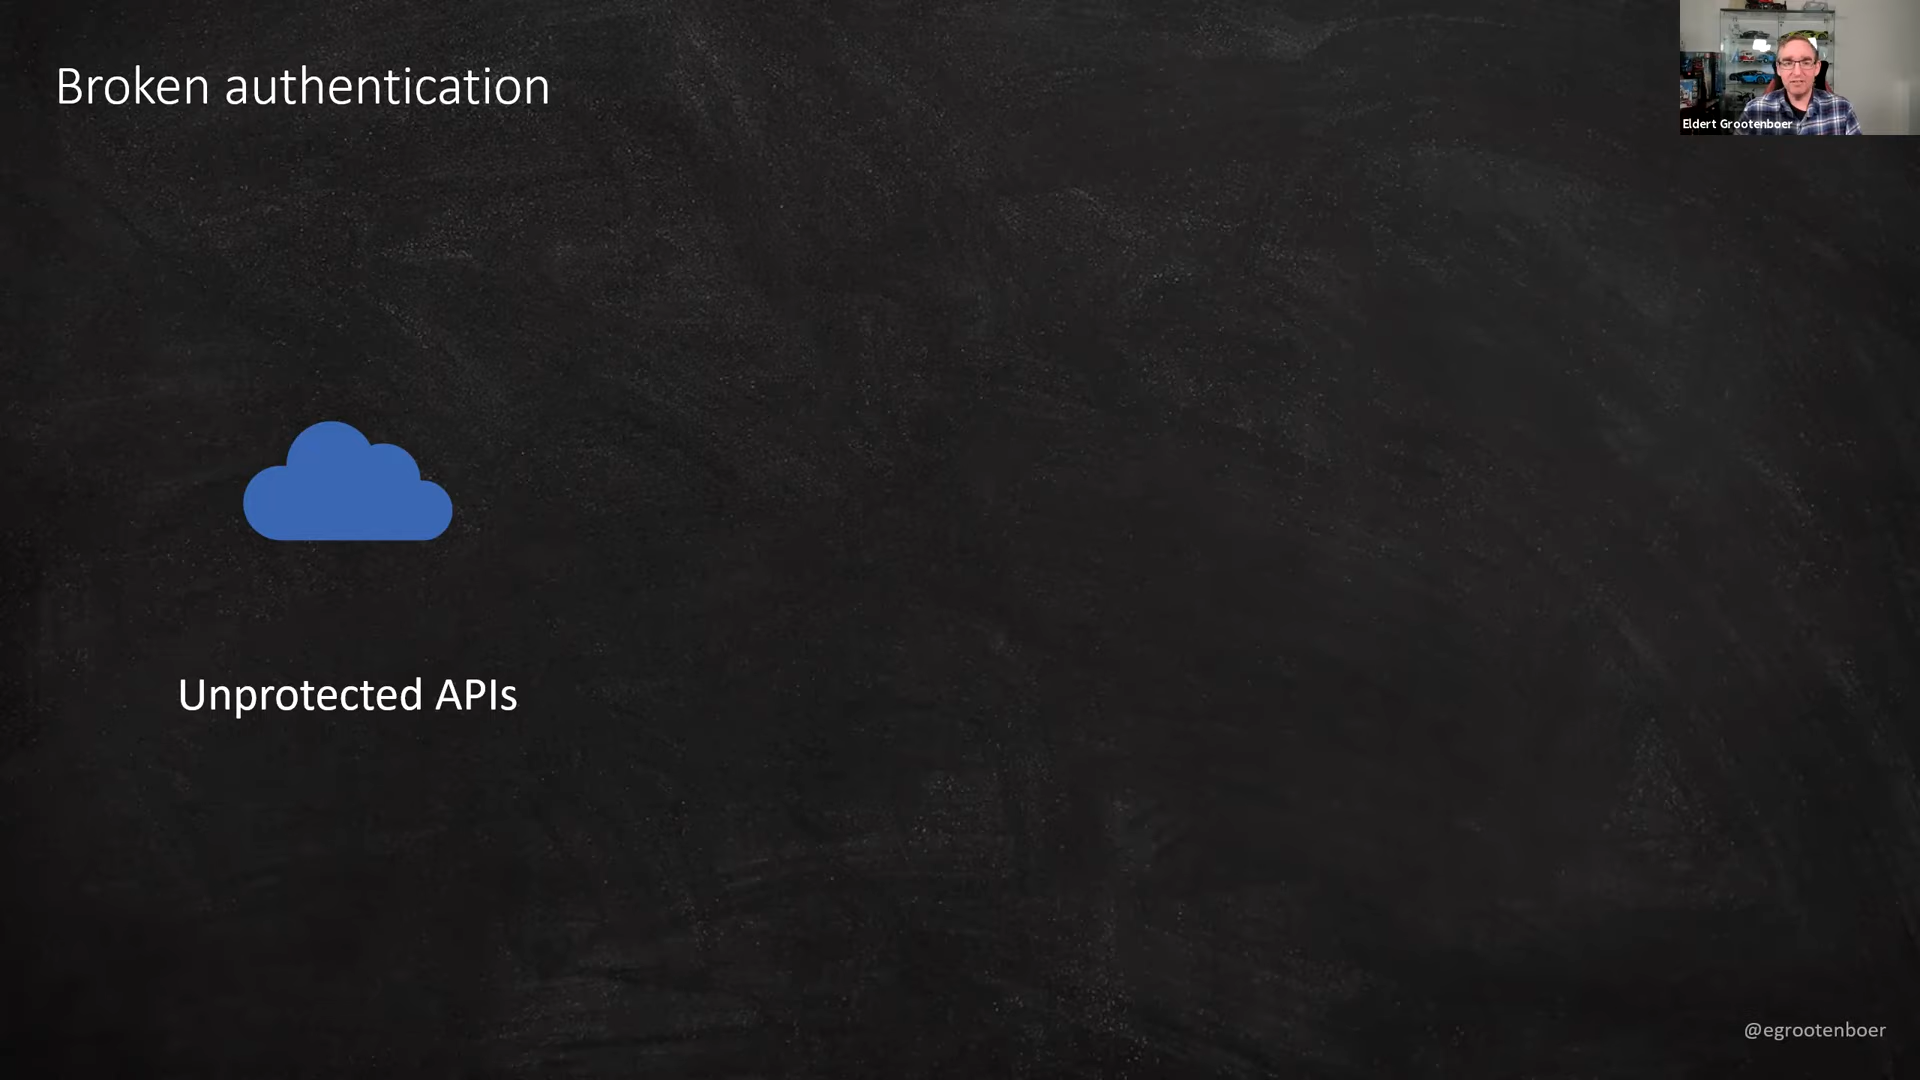 Broken authentication
Eldert Grootenboer
Unprotected APIs
@egrootenboer